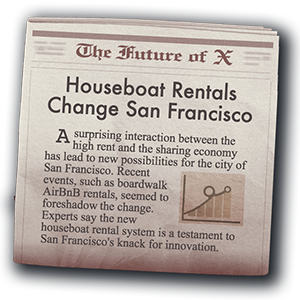 The Future of X
Houseboat Rentals
Change San Francisco
A surprising interaction between the
high rent and the sharing economy
has lead to new possibilities for the city of
San Francisco. Recent
events, such as boardwalk
AirBnB rentals, seemed to
foreshadow the change.
Experts say the new
houseboat rental system is a testament to
San Francisco's knack for innovation.